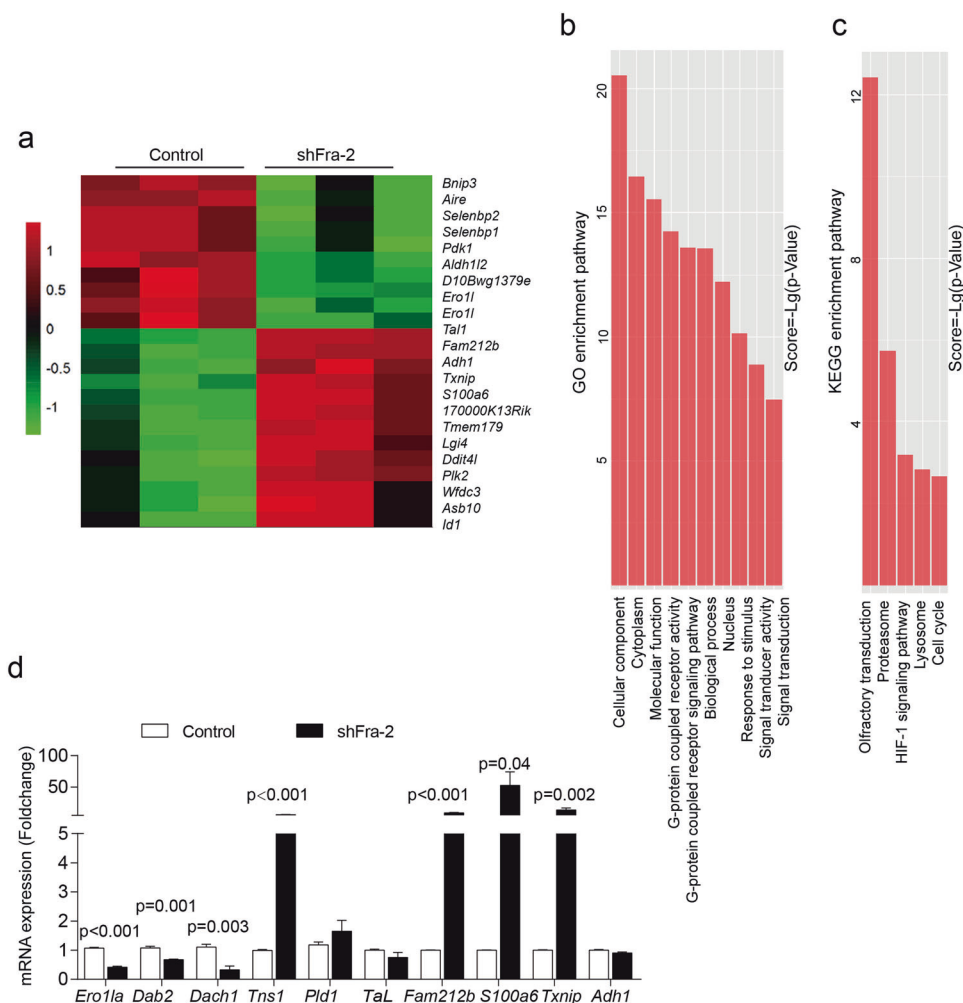 a
Control
shFra-2
Bnip3
Aire
Selenbp2
Selenbp1
Pdk1
Aldh1l2
D10Bwg1379e
Ero1l
Ero1l
Tal1
Fam212b
Adh1
Txnip
S100a6
170000K13Rik
Tmem179
Lgi4
Ddit4l
Plk2
Wfdc3
Asb10
Id1
1
0.5
0
-0.5
-1
b
GO enrichment pathway
20
15
10
5
Score=-Lg(p-Value)
Cellular component
Cytoplasm
Molecular function
G-protein coupled receptor activity
G-protein coupled receptor signaling pathway
Biological process
Nucleus
Response to stimulus
Signal tranducer activity
Signal transduction
c
KEGG enrichment pathway
12
8
4
Score=-Lg(p-Value)
Olfractory transduction
Proteasome
HIF-1 signaling pathway
Lysosome
Cell cycle
d
Control
shFra-2
mRNA expression (Foldchange)
100
50
5
4
3
2
1
0
p<0.001
p=0.001
p=0.003
p<0.001
p<0.001
p=0.04
p=0.002
Ero1la
Dab2
Dach1
Tns1
Pld1
TaL
Fam212b
S100a6
Txnip
Adh1